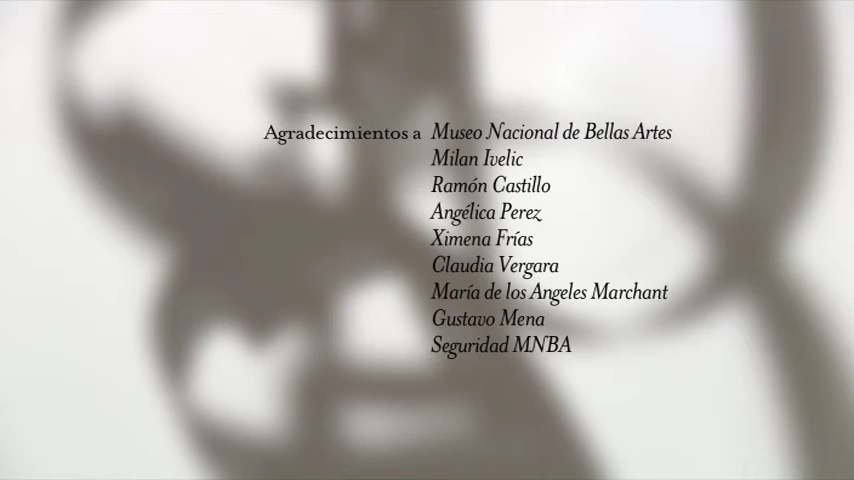 Agradecimientos a Museo Nacional de Bellas Artes
Milan Ivelic
Ramón Castillo
Angélica Perez
Ximena Frías
Claudia Vergara
María de los Angeles Marchant
Gustavo Mena
Seguridad MNBA